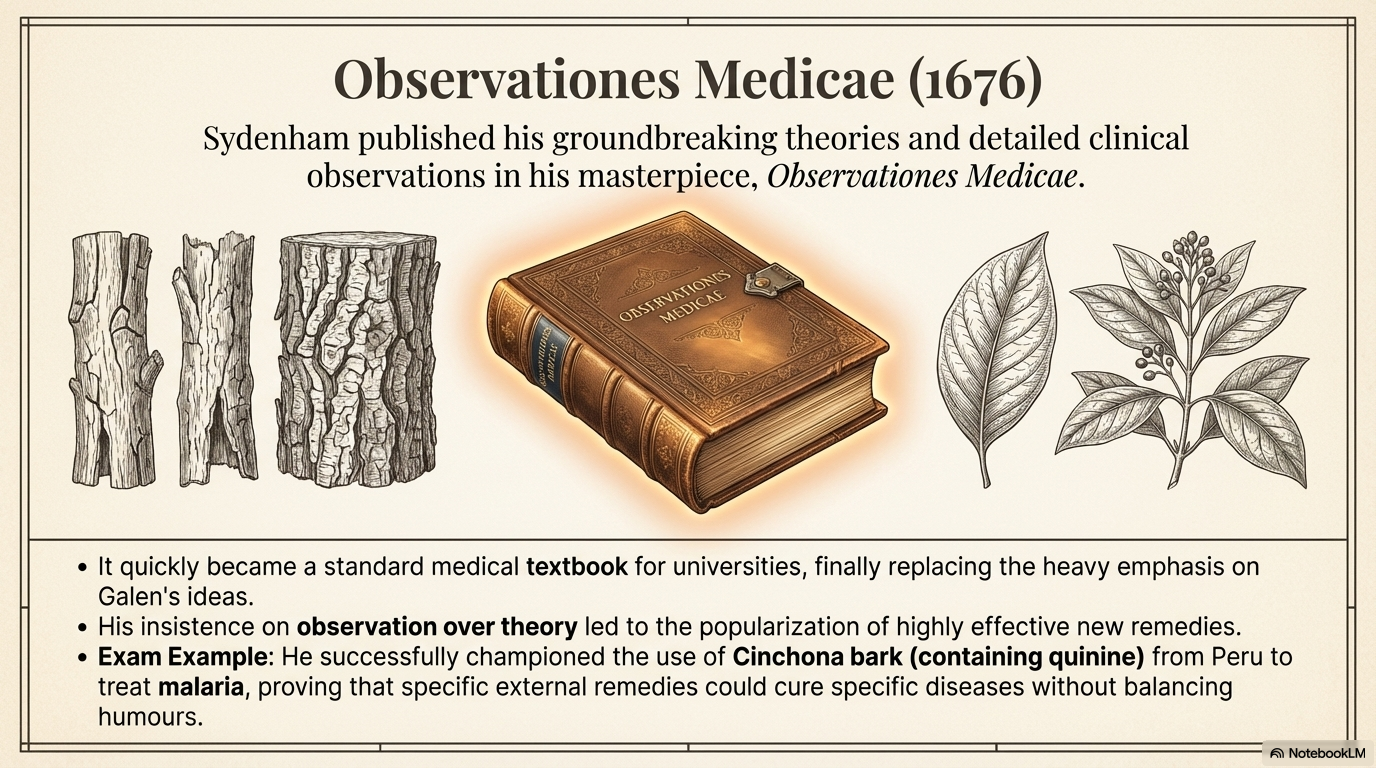 Observationes Medicae (1676)
Sydenham published his groundbreaking theories and detailed clinical
observations in his masterpiece, Observationes Medicae.
OBSERVATIONES
MEDICAE
• It quickly became a standard medical textbook for universities, finally replacing the heavy emphasis on
Galen's ideas.
• His insistence on observation over theory led to the popularization of highly effective new remedies.
• Exam Example: He successfully championed the use of Cinchona bark (containing quinine) from Peru to
treat malaria, proving that specific external remedies could cure specific diseases without balancing
humours.
NotebookLM